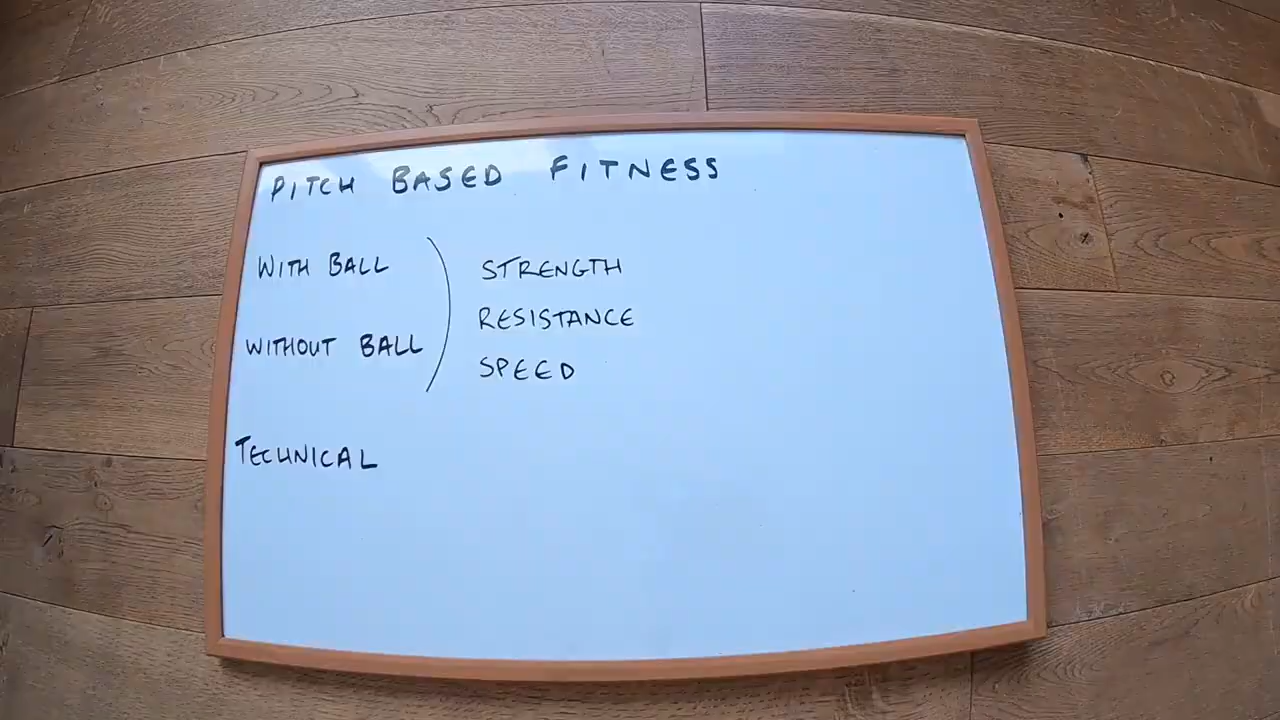 PITCH BASED FITNESS
WITH BALL
WITHOUT BALL
STRENGTH
RESISTANCE
SPEED
TECHNICAL